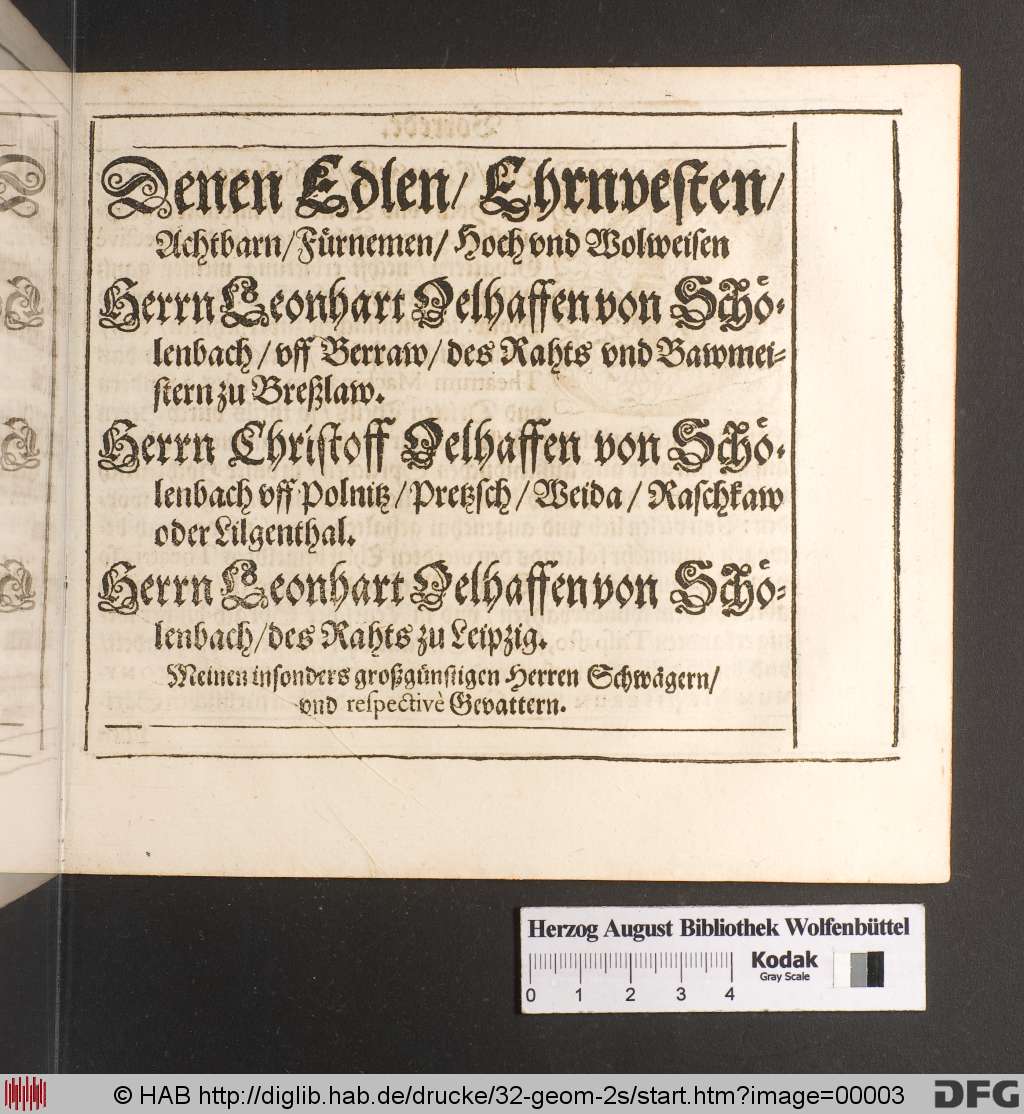 Denen Edlen/ Ehrnvesten/
Achtbarn/Fürnemen/ Hoch vnd Wolweisen
Herrn Leonhart Oelhaffen von Schö-
lenbach / vff Berraw/ des Rahts vnd Bawmei-
stern zu Breßlaw.
Herrn Christoff Oelhaffen von Schö-
lenbach vff Polnitz/Pretzsch/Weida/ Raschkaw
oder Lilgenthal.
Herrn Leonhart Oelhaffen von Schö-
lenbach/des Rahts zu Leipzig.
Meinen insonders großgünstigen Herren Schwägern/
vnd respectivè Gevattern.
Herzog August Bibliothek Wolfenbüttel
Kodak
Gray Scale
0 1 2 3 4
© HAB http://diglib.hab.de/drucke/32-geom-2s/start.htm?image=00003
DFG